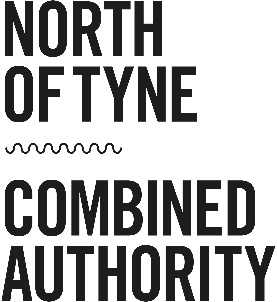 NORTH
OF TYNE
COMBINED
AUTHORITY